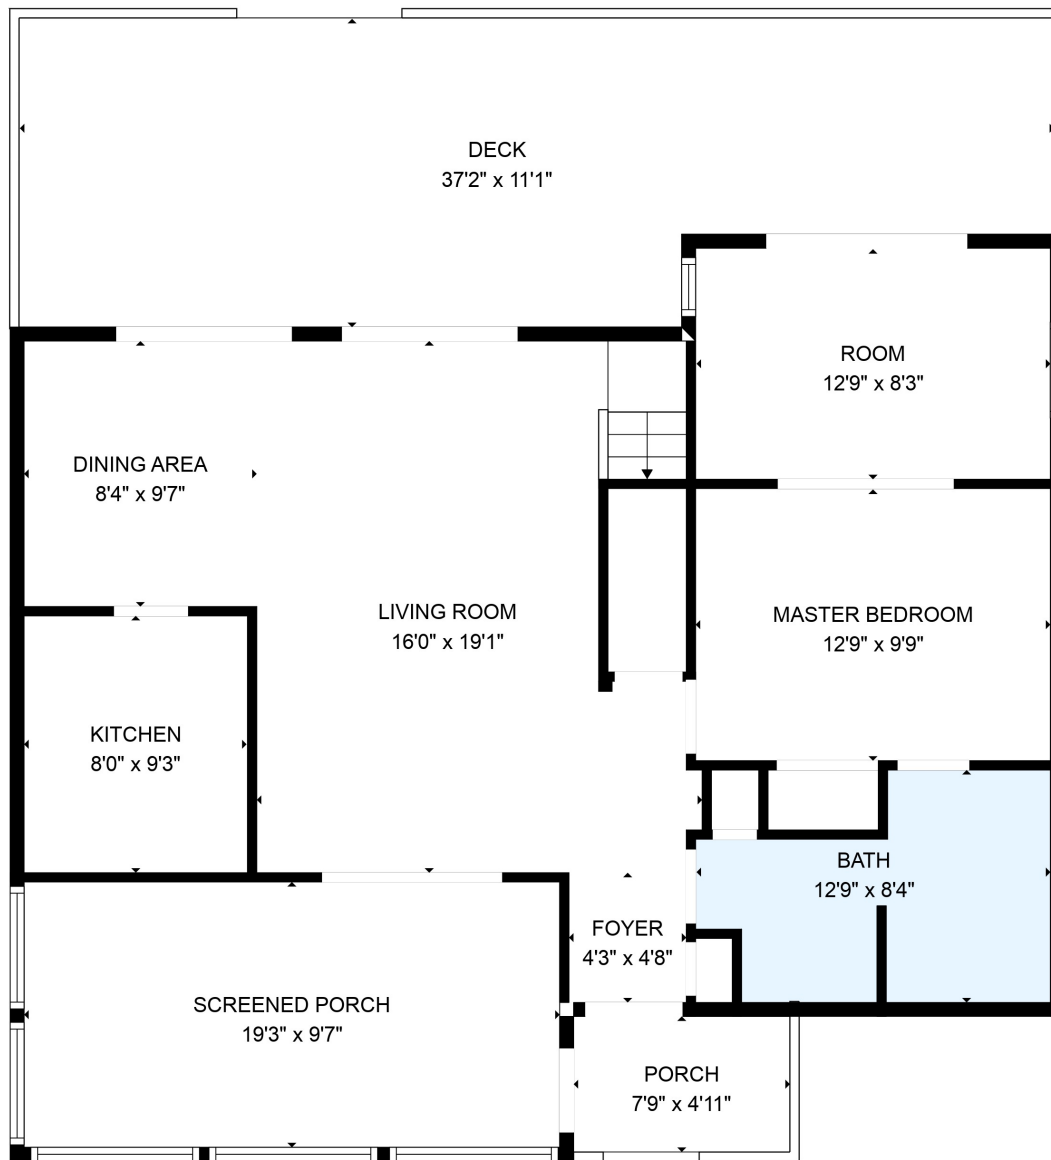 DECK
37'2" x 11'1"
ROOM
12'9" x 8'3"
DINING AREA
8'4" x 9'7"
LIVING ROOM
16'0" x 19'1"
MASTER BEDROOM
12'9" x 9'9"
KITCHEN
8'0" x 9'3"
BATH
12'9" x 8'4"
FOYER
4'3" x 4'8"
SCREENED PORCH
19'3" x 9'7"
PORCH
7'9" x 4'11"